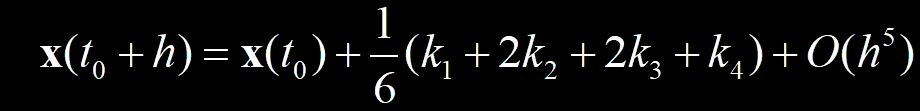 x(t₀ + h) = x(t₀) + 1/6 (k₁ + 2k₂ + 2k₃ + k₄) + O(h⁵)